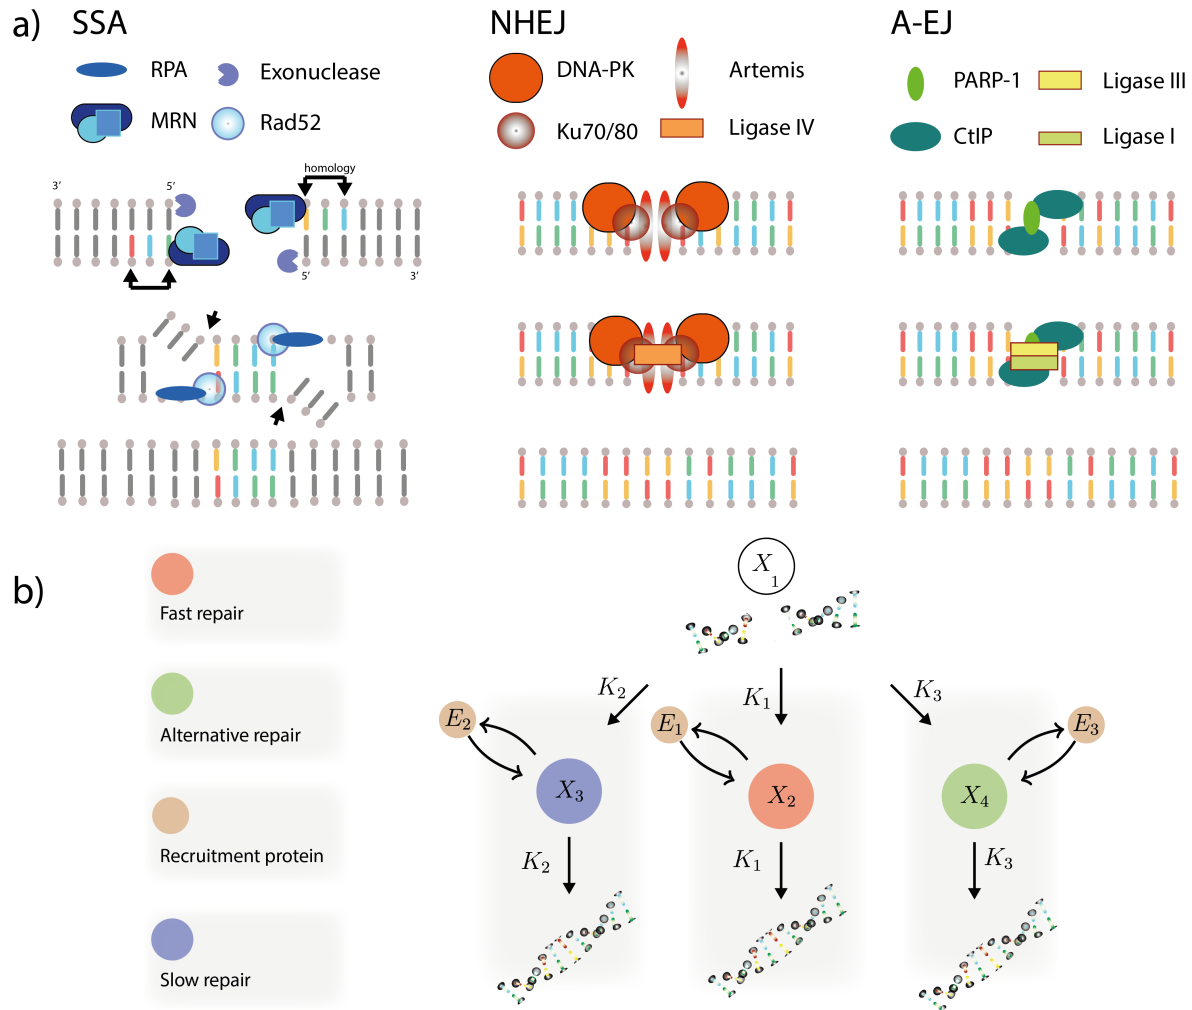 a)
SSA
NHEJ
A-EJ
RPA
Exonuclease
MRN
Rad52
DNA-PK
Artemis
Ku70/80
Ligase IV
PARP-1
Ligase III
CtIP
Ligase I
homology
3′
5′
5′
3′
b)
Fast repair
Alternative repair
Recruitment protein
Slow repair
X1
K2
K1
K3
E2
E1
E3
X3
X2
X4
K2
K1
K3